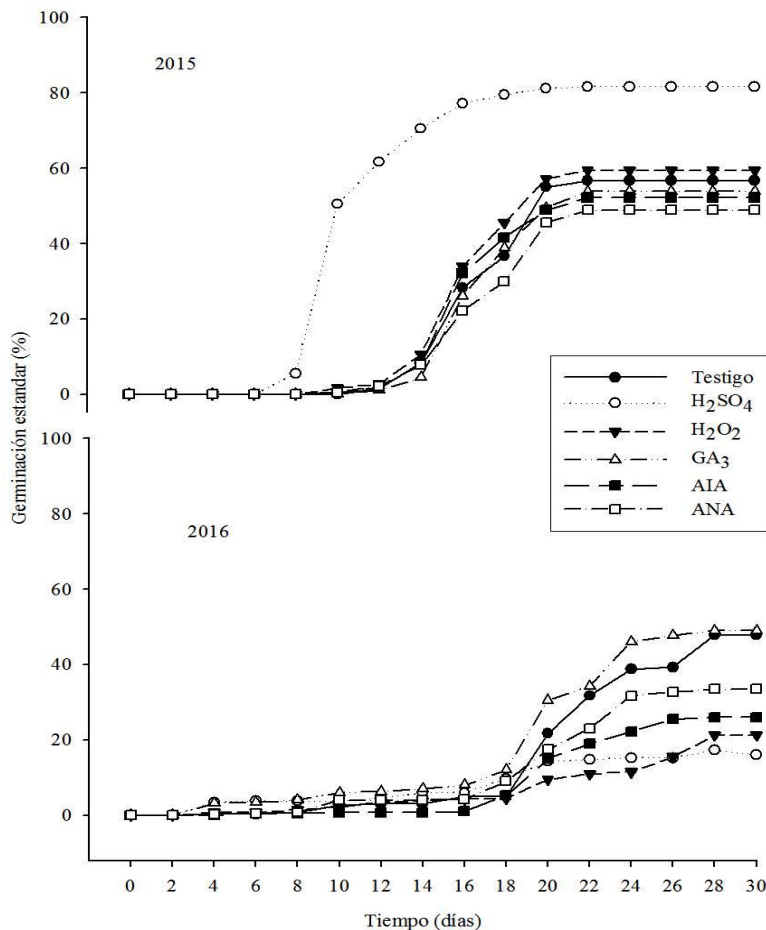 100
2015
80
60
40
20
0
Germinación estandar (%)
Testigo
H₂SO₄
H₂O₂
GA₃
AIA
ANA
100
2016
80
60
40
20
0
0 2 4 6 8 10 12 14 16 18 20 22 24 26 28 30
Tiempo (días)